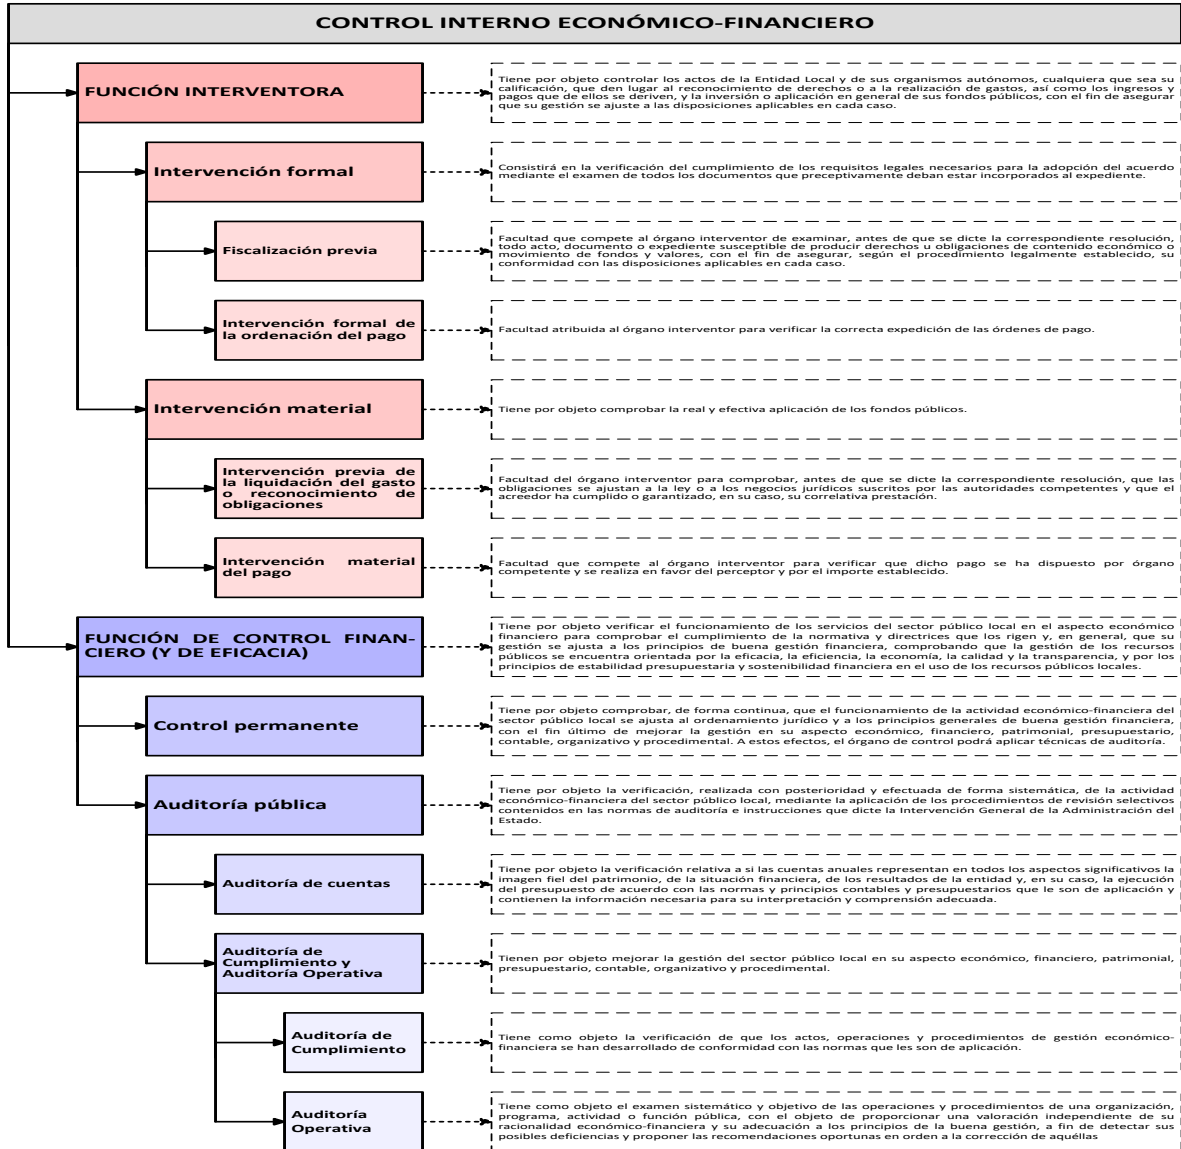 CONTROL INTERNO ECONÓMICO-FINANCIERO
FUNCIÓN INTERVENTORA
Tiene por objeto controlar los actos de la Entidad Local y de sus organismos autónomos, cualquiera que sea su
calificación, que den lugar al reconocimiento de derechos o a la realización de gastos, así como los ingresos y
pagos que de ellos se deriven, y la inversión o aplicación en general de sus fondos públicos, con el fin de asegurar
que su gestión se ajuste a las disposiciones aplicables en cada caso.
Intervención formal
Consistirá en la verificación del cumplimiento de los requisitos legales necesarios para la adopción del acuerdo
mediante el examen de todos los documentos que preceptivamente deban estar incorporados al expediente.
Fiscalización previa
Facultad que compete al órgano interventor de examinar, antes de que se dicte la correspondiente resolución,
todo acto, documento o expediente susceptible de producir derechos u obligaciones de contenido económico o
movimiento de fondos y valores, con el fin de asegurar, según el procedimiento legalmente establecido, su
conformidad con las disposiciones aplicables en cada caso.
Intervención formal de
la ordenación del pago
Facultad atribuida al órgano interventor para verificar la correcta expedición de las órdenes de pago.
Intervención material
Tiene por objeto comprobar la real y efectiva aplicación de los fondos públicos.
Intervención previa de
la liquidación del gasto
o reconocimiento de
obligaciones
Facultad del órgano interventor para comprobar, antes de que se dicte la correspondiente resolución, que las
obligaciones se ajustan a la ley o a los negocios jurídicos suscritos por las autoridades competentes y que el
acreedor ha cumplido o garantizado, en su caso, su correlativa prestación.
Intervención material
del pago
Facultad que compete al órgano interventor para verificar que dicho pago se ha dispuesto por órgano
competente y se realiza en favor del perceptor y por el importe establecido.
FUNCIÓN DE CONTROL FINAN-
CIERO (Y DE EFICACIA)
Tiene por objeto verificar el funcionamiento de los servicios del sector público local en el aspecto económico
financiero para comprobar el cumplimiento de la normativa y directrices que los rigen y, en general, que su
gestión se ajusta a los principios de buena gestión financiera, comprobando que la gestión de los recursos
públicos se encuentra orientada por la eficacia, la eficiencia, la economía, la calidad y la transparencia, y por los
principios de estabilidad presupuestaria y sostenibilidad financiera en el uso de los recursos públicos locales.
Control permanente
Tiene por objeto comprobar, de forma continua, que el funcionamiento de la actividad económico-financiera del
sector público local se ajusta al ordenamiento jurídico y a los principios generales de buena gestión financiera,
con el fin último de mejorar la gestión en su aspecto económico, financiero, patrimonial, presupuestario,
contable, organizativo y procedimental. A estos efectos, el órgano de control podrá aplicar técnicas de auditoría.
Auditoría pública
Tiene por objeto la verificación, realizada con posterioridad y efectuada de forma sistemática, de la actividad
económico-financiera del sector público local, mediante la aplicación de los procedimientos de revisión selectivos
contenidos en las normas de auditoría e instrucciones que dicte la Intervención General de la Administración del
Estado.
Auditoría de cuentas
Tiene por objeto la verificación relativa a si las cuentas anuales representan en todos los aspectos significativos la
imagen fiel del patrimonio, de la situación financiera, de los resultados de la entidad y, en su caso, la ejecución
del presupuesto de acuerdo con las normas y principios contables y presupuestarios que le son de aplicación y
contienen la información necesaria para su interpretación y comprensión adecuada.
Auditoría de
Cumplimiento y
Auditoría Operativa
Tienen por objeto mejorar la gestión del sector público local en su aspecto económico, financiero, patrimonial,
presupuestario, contable, organizativo y procedimental.
Auditoría de
Cumplimiento
Tiene como objeto la verificación de que los actos, operaciones y procedimientos de gestión económico-
financiera se han desarrollado de conformidad con las normas que les son de aplicación.
Auditoría
Operativa
Tiene como objeto el examen sistemático y objetivo de las operaciones y procedimientos de una organización,
programa, actividad o función pública, con el objeto de proporcionar una valoración independiente de su
racionalidad económico-financiera y su adecuación a los principios de la buena gestión, a fin de detectar sus
posibles deficiencias y proponer las recomendaciones oportunas en orden a la corrección de aquéllas